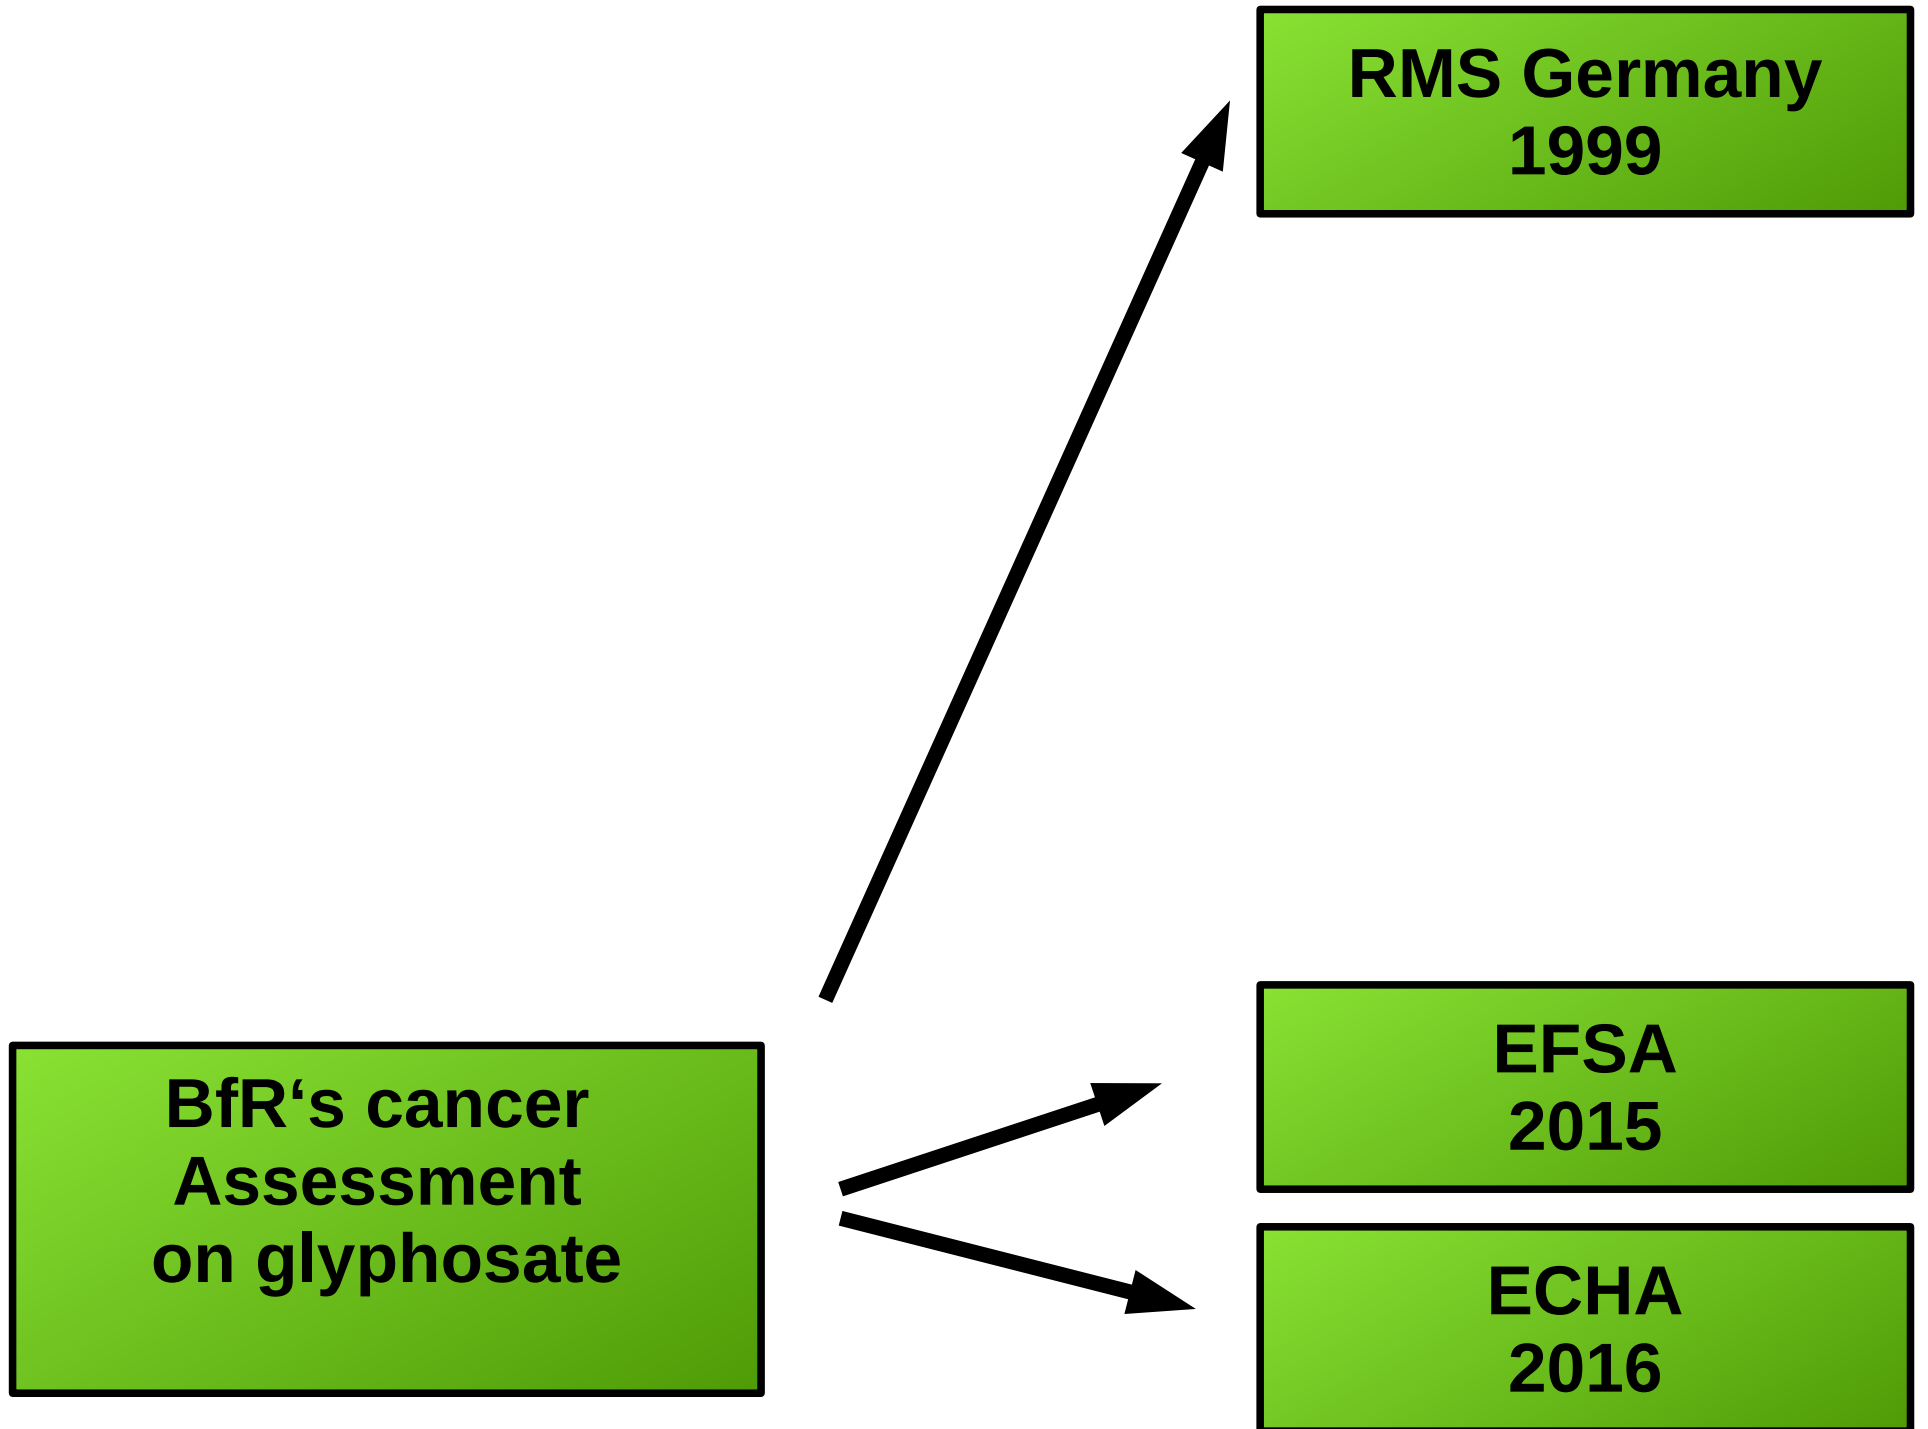 RMS Germany
1999
BfR‘s cancer
Assessment
on glyphosate
EFSA
2015
ECHA
2016